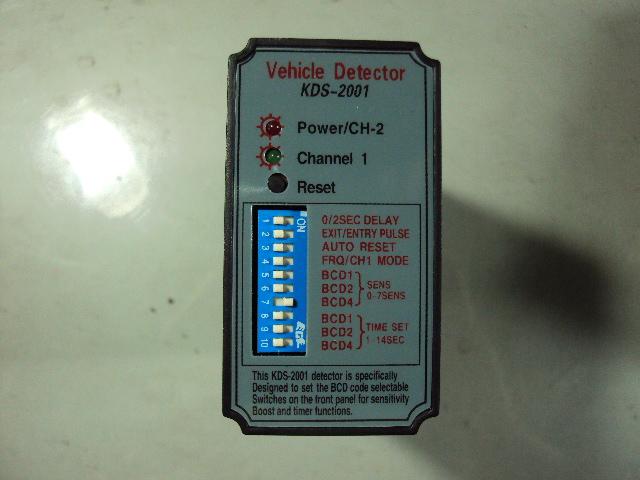 Vehicle Detector
KDS-2001
Power/CH-2
Channel 1
Reset
ON
1
2
3
4
5
6
7
8
9
10
0/2SEC DELAY
EXIT/ENTRY PULSE
AUTO RESET
FRQ/CH1 MODE
BCD1
BCD2
BCD4
SENS
0-7SENS
BCD1
BCD2
BCD4
TIME SET
1-14SEC
This KDS-2001 detector is specifically
Designed to set the BCD code selectable
Switches on the front panel for sensitivity
Boost and timer functions.